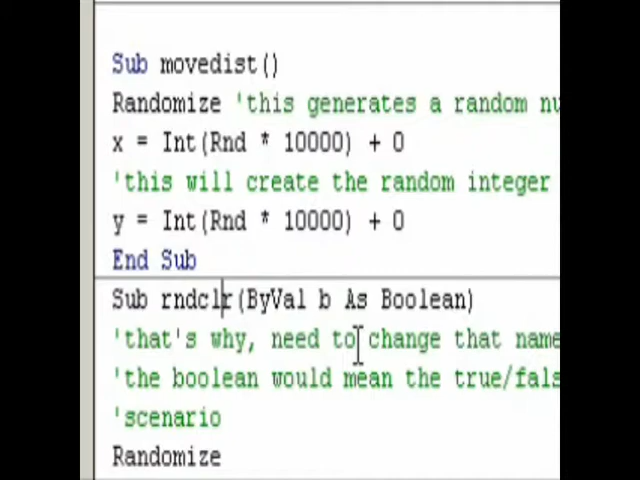 Sub movedist()
Randomize 'this generates a random nu
x = Int(Rnd * 10000) + 0
'this will create the random integer
y = Int(Rnd * 10000) + 0
End Sub
Sub rndclr(ByVal b As Boolean)
'that's why, need to change that name
'the boolean would mean the true/fals
'scenario
Randomize